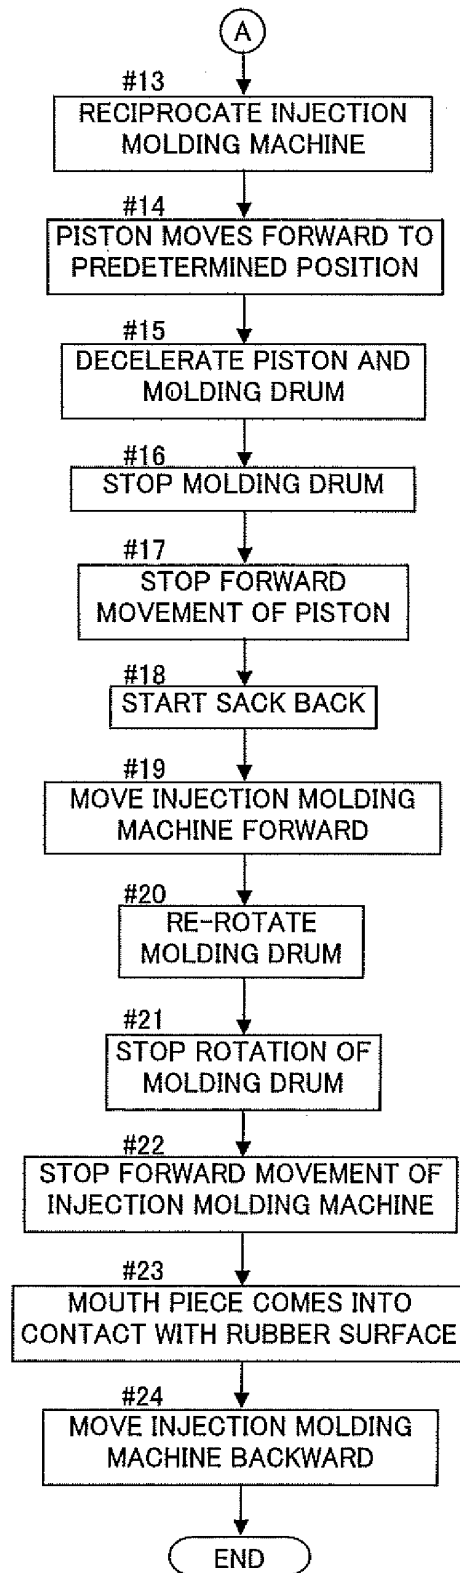 A
#13
RECIPROCATE INJECTION
MOLDING MACHINE
#14
PISTON MOVES FORWARD TO
PREDETERMINED POSITION
#15
DECELERATE PISTON AND
MOLDING DRUM
#16
STOP MOLDING DRUM
#17
STOP FORWARD
MOVEMENT OF PISTON
#18
START SACK BACK
#19
MOVE INJECTION MOLDING
MACHINE FORWARD
#20
RE-ROTATE
MOLDING DRUM
#21
STOP ROTATION OF
MOLDING DRUM
#22
STOP FORWARD MOVEMENT OF
INJECTION MOLDING MACHINE
#23
MOUTH PIECE COMES INTO
CONTACT WITH RUBBER SURFACE
#24
MOVE INJECTION MOLDING
MACHINE BACKWARD
END